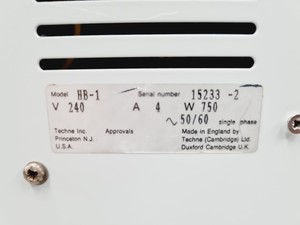 Model HB-1 Serial number 15233 -2
V 240 A 4 W 750
∿ 50/60 single phase
Techne Inc. Approvals Made in England by
Princeton N.J. Techne (Cambridge) Ltd
U.S.A. Duxford Cambridge U.K.